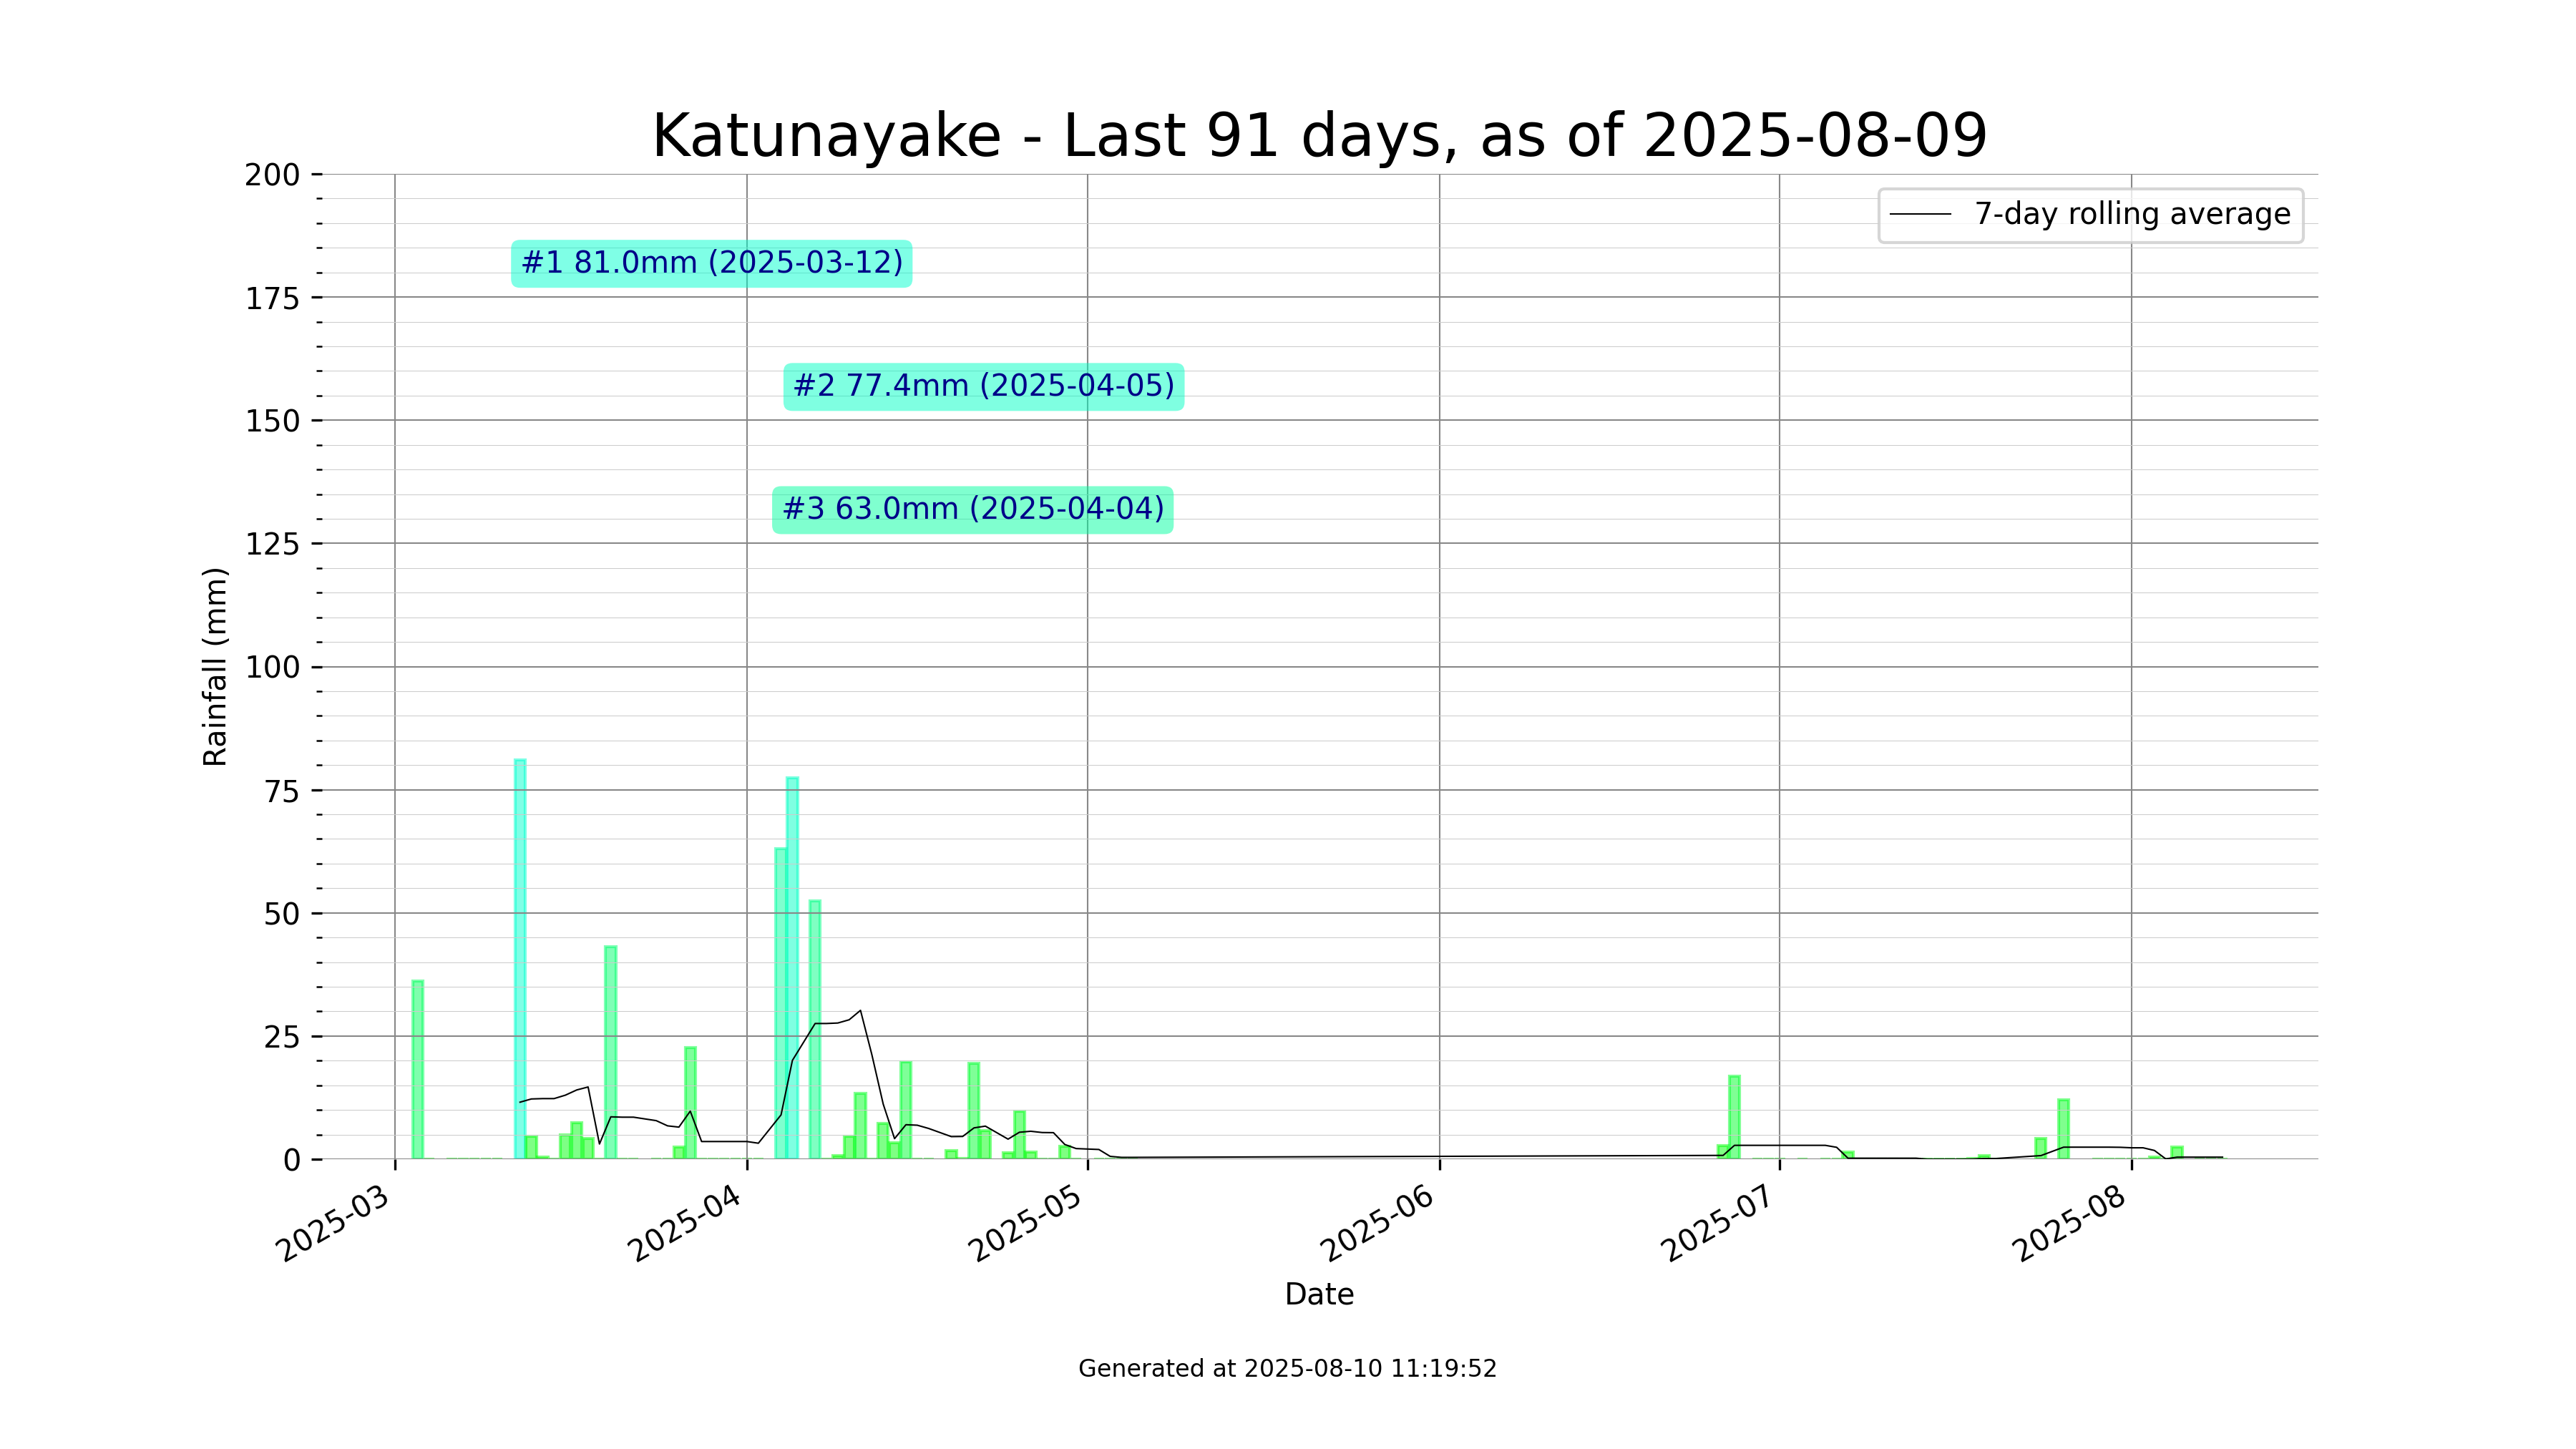 Katunayake - Last 91 days, as of 2025-08-09
7-day rolling average
#1 81.0mm (2025-03-12)
#2 77.4mm (2025-04-05)
#3 63.0mm (2025-04-04)
Rainfall (mm)
200
175
150
125
100
75
50
25
0
2025-03
2025-04
2025-05
2025-06
2025-07
2025-08
Date
Generated at 2025-08-10 11:19:52